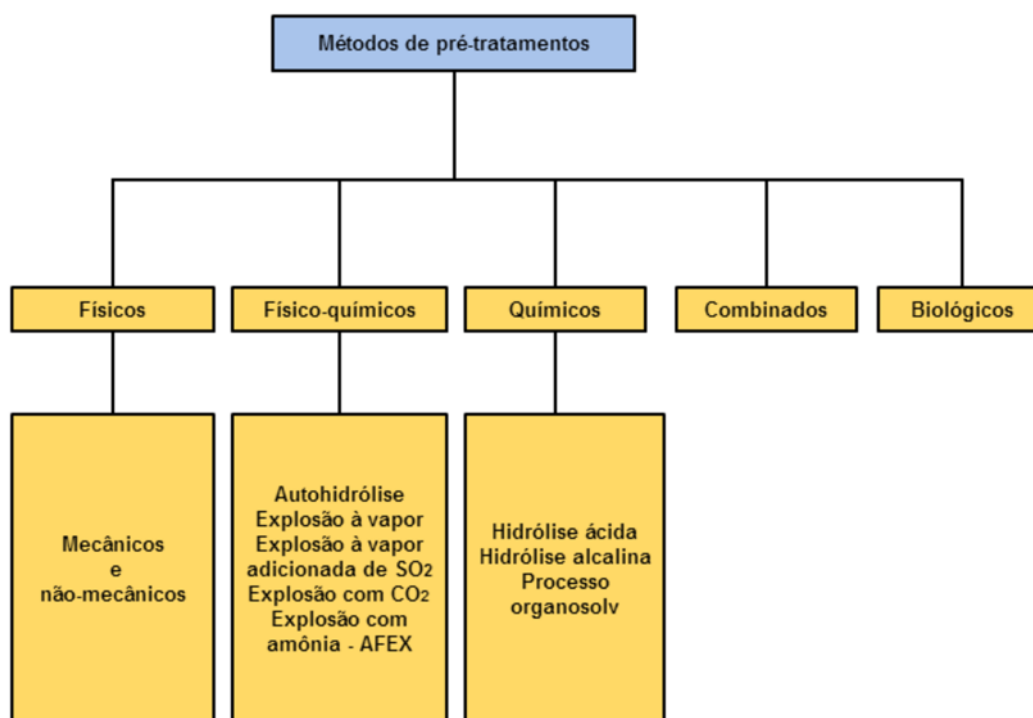 Métodos de pré-tratamentos
Físicos
Físico-químicos
Químicos
Combinados
Biológicos
Mecânicos
e
não-mecânicos
Autohidrólise
Explosão à vapor
Explosão à vapor
adicionada de SO2
Explosão com CO2
Explosão com
amônia - AFEX
Hidrólise ácida
Hidrólise alcalina
Processo
organosolv